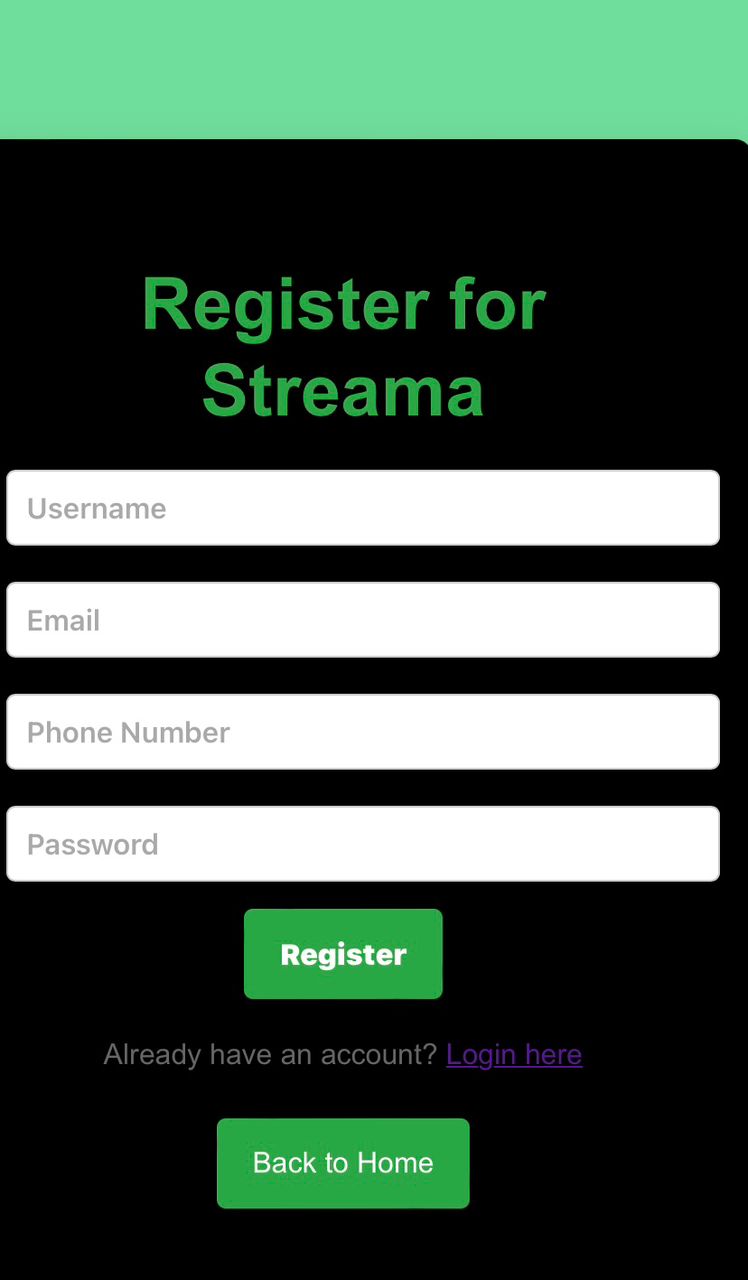 Register for
Streama
Username
Email
Phone Number
Password
Register
Already have an account? Login here
Back to Home